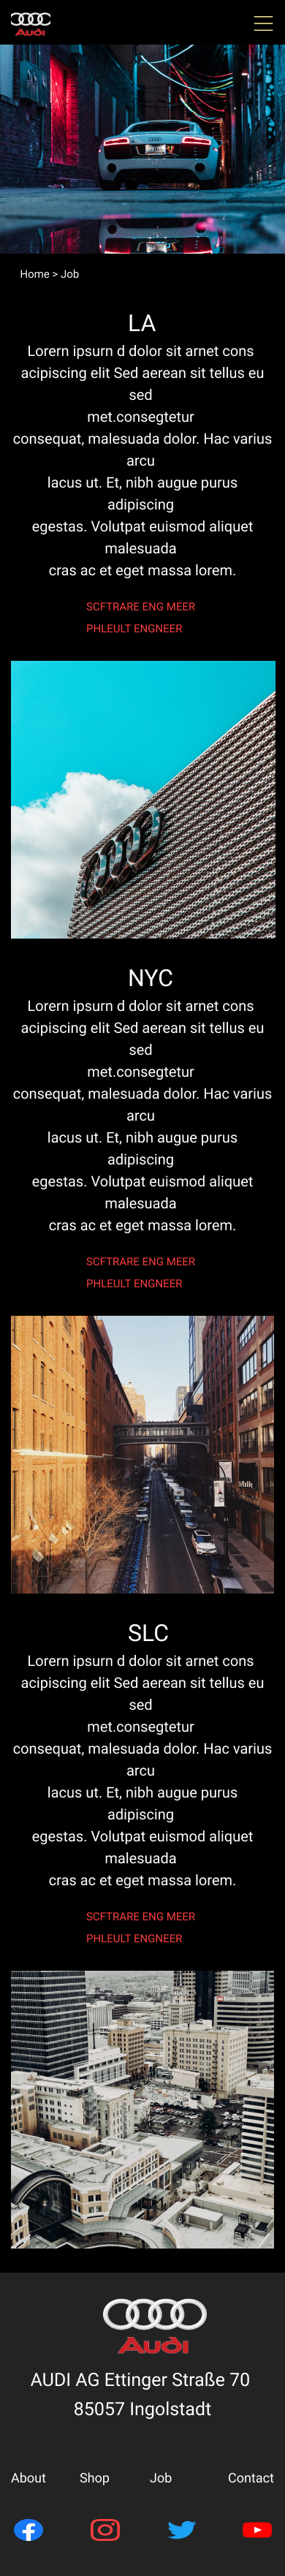 Audi
Home > Job
LA
Lorern ipsurn d dolor sit arnet cons
acipiscing elit Sed aerean sit tellus eu
sed
met.consegtetur
consequat, malesuada dolor. Hac varius
arcu
lacus ut. Et, nibh augue purus
adipiscing
egestas. Volutpat euismod aliquet
malesuada
cras ac et eget massa lorem.
SCFTRARE ENG MEER
PHLEULT ENGNEER
NYC
Lorern ipsurn d dolor sit arnet cons
acipiscing elit Sed aerean sit tellus eu
sed
met.consegtetur
consequat, malesuada dolor. Hac varius
arcu
lacus ut. Et, nibh augue purus
adipiscing
egestas. Volutpat euismod aliquet
malesuada
cras ac et eget massa lorem.
SCFTRARE ENG MEER
PHLEULT ENGNEER
SLC
Lorern ipsurn d dolor sit arnet cons
acipiscing elit Sed aerean sit tellus eu
sed
met.consegtetur
consequat, malesuada dolor. Hac varius
arcu
lacus ut. Et, nibh augue purus
adipiscing
egestas. Volutpat euismod aliquet
malesuada
cras ac et eget massa lorem.
SCFTRARE ENG MEER
PHLEULT ENGNEER
Audi
AUDI AG Ettinger Straße 70
85057 Ingolstadt
About Shop Job Contact